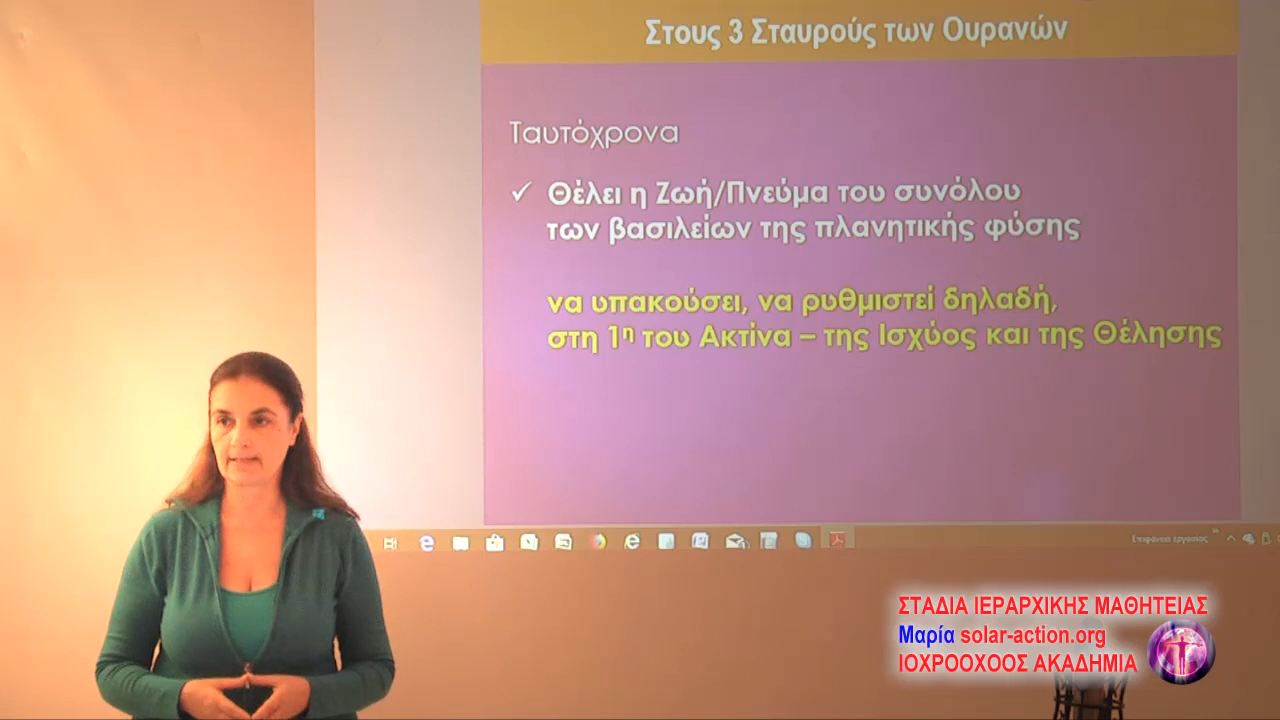 Στους 3 Σταυρούς των Ουρανών
Ταυτόχρονα
✓ Θέλει η Ζωή/Πνεύμα του συνόλου
των βασιλείων της πλανητικής φύσης
να υπακούσει, να ρυθμιστεί δηλαδή,
στη 1η του Ακτίνα – της Ισχύος και της Θέλησης
Επιφάνεια εργασίας
ΣΤΑΔΙΑ ΙΕΡΑΡΧΙΚΗΣ ΜΑΘΗΤΕΙΑΣ
Μαρία solar-action.org
ΙΟΧΡΟΟΧΟΟΣ ΑΚΑΔΗΜΙΑ